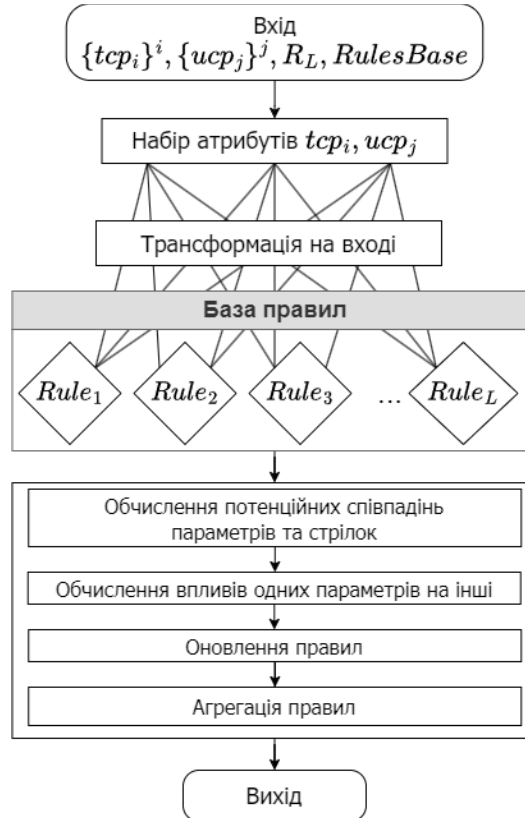 Вхід
{tcp_i}^i, {ucp_j}^j, R_L, RulesBase
Набір атрибутів tcp_i, ucp_j
Трансформація на вході
База правил
Rule_1 Rule_2 Rule_3 ... Rule_L
Обчислення потенційних співпадінь
параметрів та стрілок
Обчислення впливів одних параметрів на інші
Оновлення правил
Агрегація правил
Вихід